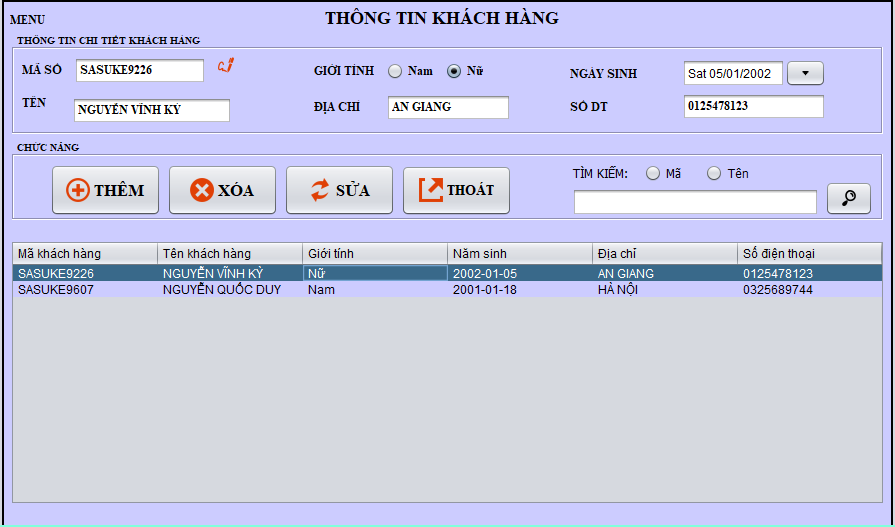 MENU
THÔNG TIN KHÁCH HÀNG
THÔNG TIN CHI TIẾT KHÁCH HÀNG
MÃ SỐ SASUKE9226 GIỚI TÍNH Nam Nữ NGÀY SINH Sat 05/01/2002
TÊN NGUYỄN VĨNH KỲ ĐỊA CHỈ AN GIANG SỐ DT 0125478123
CHỨC NĂNG
THÊM XÓA SỬA THOÁT
TÌM KIẾM: Mã Tên
Mã khách hàng Tên khách hàng Giới tính Năm sinh Địa chỉ Số điện thoại
SASUKE9226 NGUYỄN VĨNH KỲ Nữ 2002-01-05 AN GIANG 0125478123
SASUKE9607 NGUYỄN QUỐC DUY Nam 2001-01-18 HÀ NỘI 0325689744